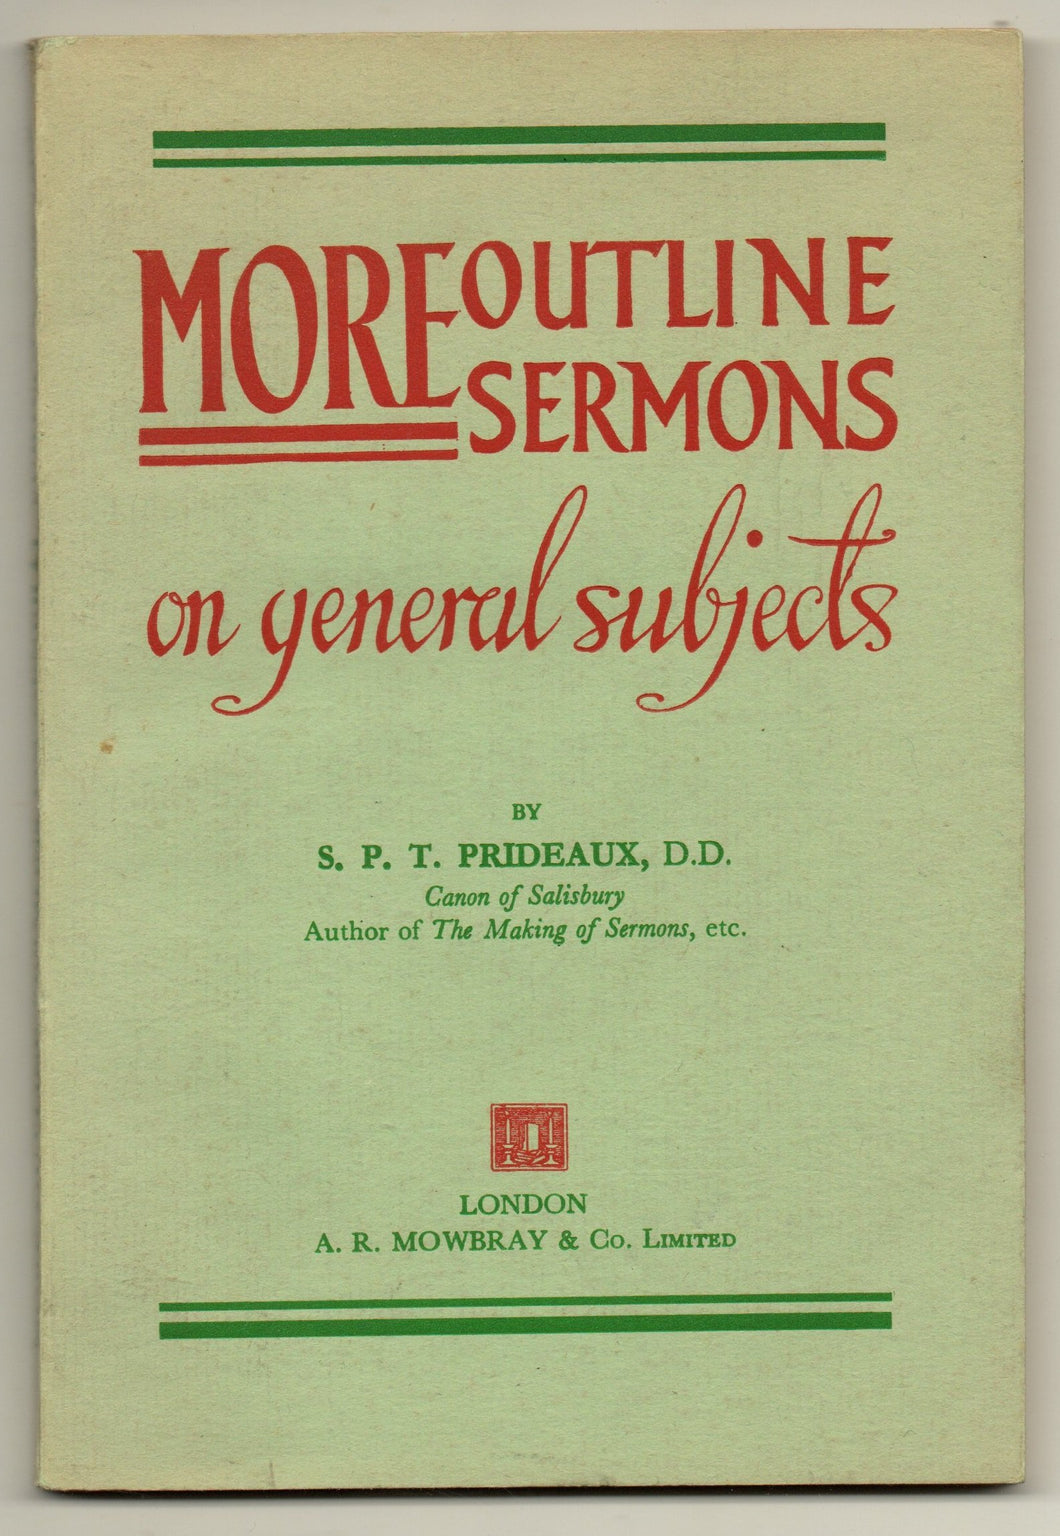 MORE OUTLINE
SERMONS
on general subjects
BY
S. P. T. PRIDEAUX, D.D.
Canon of Salisbury
Author of The Making of Sermons, etc.
LONDON
A. R. MOWBRAY & Co. LIMITED